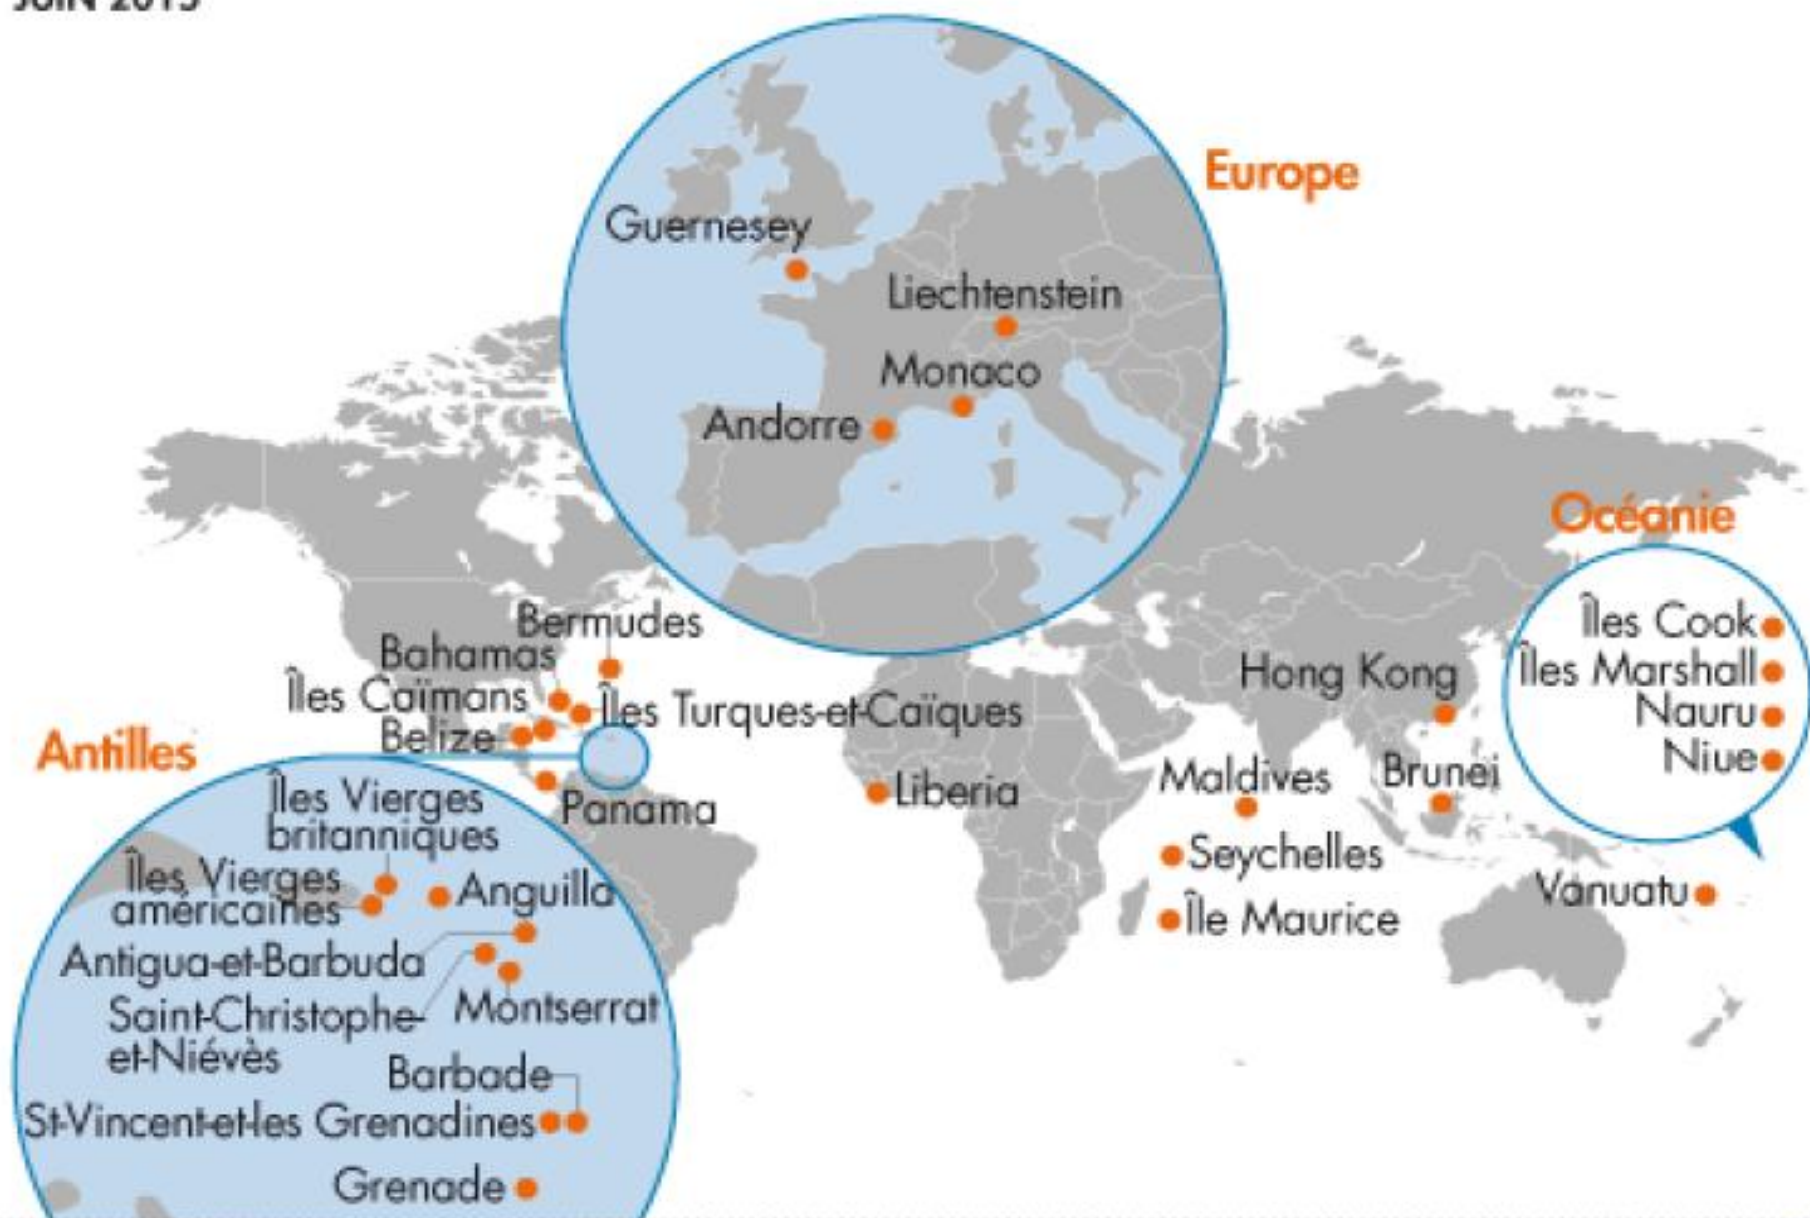 JUIN 2015
Europe
Guernesey
Liechtenstein
Monaco
Andorre
Océanie
Îles Cook
Îles Marshall
Nauru
Niue
Bermudes
Bahamas
Îles Caïmans
Îles Turques-et-Caïques
Belize
Panama
Hong Kong
Liberia
Maldives
Brunei
Seychelles
Île Maurice
Vanuatu
Antilles
Îles Vierges
britanniques
Îles Vierges
américaines
Anguilla
Antigua-et-Barbuda
Saint-Christophe-
et-Niévès
Montserrat
Barbade
St-Vincent-et-les Grenadines
Grenade